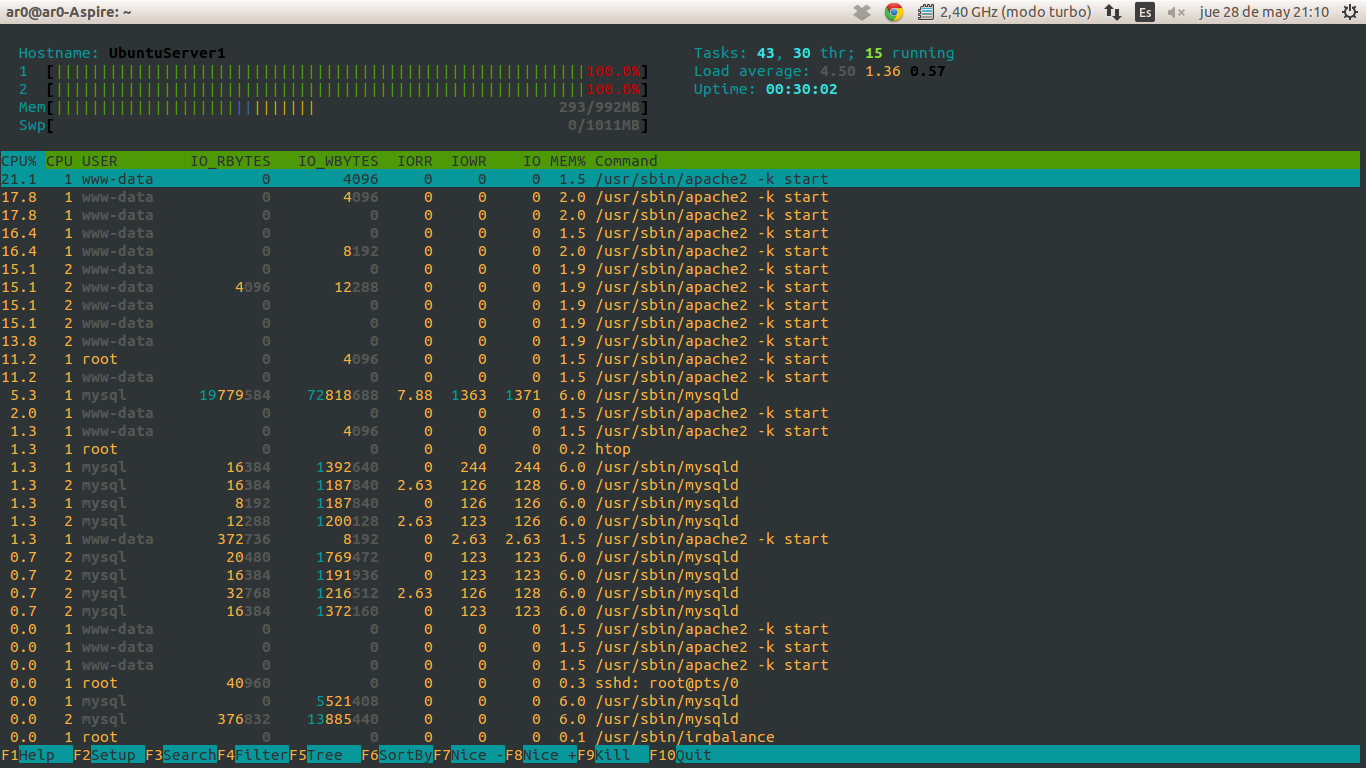 ar0@ar0-Aspire: ~ 2,40 GHz (modo turbo) Es jue 28 de may 21:10
Hostname: UbuntuServer1 Tasks: 43, 30 thr; 15 running
1 [||||||||||||||||||||||||||||||||||||||||||||||||||||||||||||100.0%] Load average: 4.50 1.36 0.57
2 [||||||||||||||||||||||||||||||||||||||||||||||||||||||||||||100.0%] Uptime: 00:30:02
Mem[||||||||||||||||||||||||||||| 293/992MB]
Swp[ 0/1011MB]
CPU% CPU USER IO_RBYTES IO_WBYTES IORR IOWR IO MEM% Command
21.1 1 www-data 0 4096 0 0 0 1.5 /usr/sbin/apache2 -k start
17.8 1 www-data 0 4096 0 0 0 2.0 /usr/sbin/apache2 -k start
17.8 1 www-data 0 0 0 0 0 2.0 /usr/sbin/apache2 -k start
16.4 1 www-data 0 0 0 0 0 1.5 /usr/sbin/apache2 -k start
16.4 1 www-data 0 8192 0 0 0 2.0 /usr/sbin/apache2 -k start
15.1 2 www-data 0 0 0 0 0 1.9 /usr/sbin/apache2 -k start
15.1 2 www-data 4096 12288 0 0 0 1.9 /usr/sbin/apache2 -k start
15.1 2 www-data 0 0 0 0 0 1.9 /usr/sbin/apache2 -k start
15.1 2 www-data 0 0 0 0 0 1.9 /usr/sbin/apache2 -k start
13.8 2 www-data 0 0 0 0 0 1.9 /usr/sbin/apache2 -k start
11.2 1 root 0 4096 0 0 0 1.5 /usr/sbin/apache2 -k start
11.2 1 www-data 0 0 0 0 0 1.5 /usr/sbin/apache2 -k start
5.3 1 mysql 19779584 72818688 7.88 1363 1371 6.0 /usr/sbin/mysqld
2.0 1 www-data 0 0 0 0 0 1.5 /usr/sbin/apache2 -k start
1.3 1 www-data 0 4096 0 0 0 1.5 /usr/sbin/apache2 -k start
1.3 1 root 0 0 0 0 0 0.2 htop
1.3 1 mysql 16384 1392640 0 244 244 6.0 /usr/sbin/mysqld
1.3 2 mysql 16384 1187840 2.63 126 128 6.0 /usr/sbin/mysqld
1.3 1 mysql 8192 1187840 0 126 126 6.0 /usr/sbin/mysqld
1.3 2 mysql 12288 1200128 2.63 123 126 6.0 /usr/sbin/mysqld
1.3 1 www-data 372736 8192 0 2.63 2.63 1.5 /usr/sbin/apache2 -k start
0.7 2 mysql 20480 1769472 0 123 123 6.0 /usr/sbin/mysqld
0.7 2 mysql 16384 1191936 0 123 123 6.0 /usr/sbin/mysqld
0.7 2 mysql 32768 1216512 2.63 126 128 6.0 /usr/sbin/mysqld
0.7 2 mysql 16384 1372160 0 123 123 6.0 /usr/sbin/mysqld
0.0 1 www-data 0 0 0 0 0 1.5 /usr/sbin/apache2 -k start
0.0 1 www-data 0 0 0 0 0 1.5 /usr/sbin/apache2 -k start
0.0 1 www-data 0 0 0 0 0 1.5 /usr/sbin/apache2 -k start
0.0 1 root 40960 0 0 0 0 0.3 sshd: root@pts/0
0.0 1 mysql 0 5521408 0 0 0 6.0 /usr/sbin/mysqld
0.0 2 mysql 376832 13885440 0 0 0 6.0 /usr/sbin/mysqld
0.0 1 root 0 0 0 0 0 0.1 /usr/sbin/irqbalance
F1Help F2Setup F3SearchF4FilterF5Tree F6SortByF7Nice -F8Nice +F9Kill F10Quit